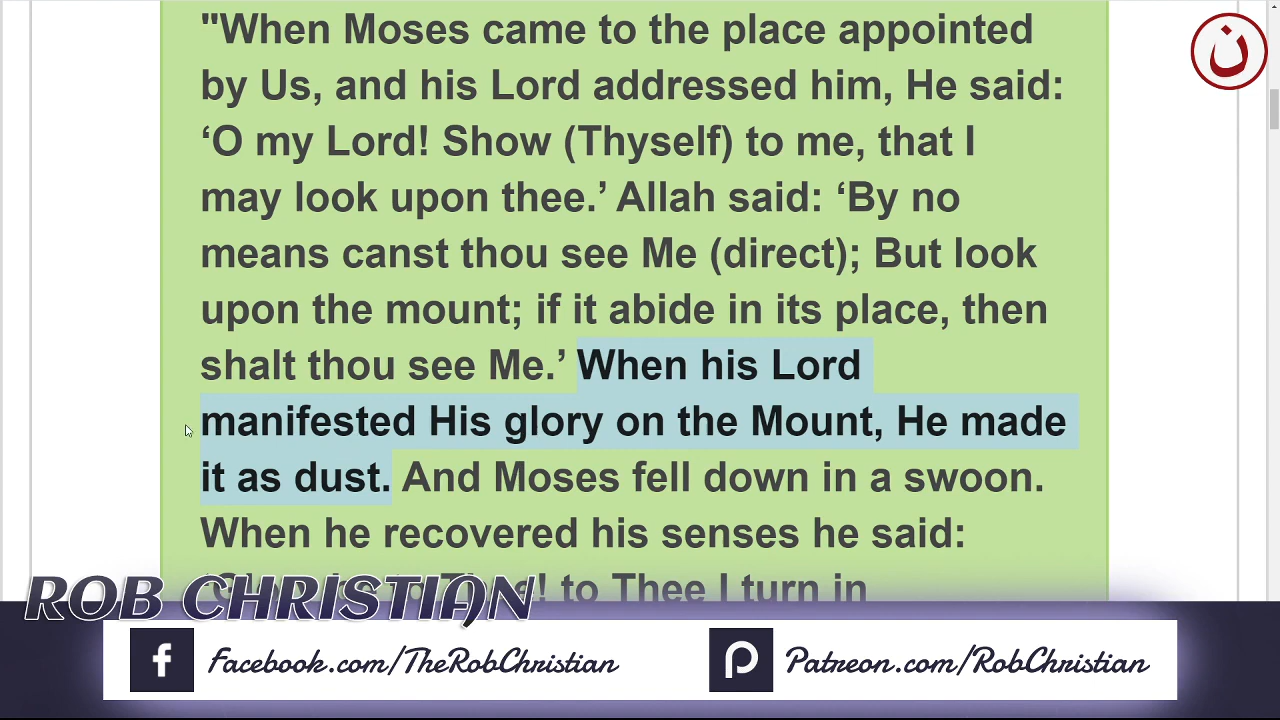 "When Moses came to the place appointed
by Us, and his Lord addressed him, He said:
‘O my Lord! Show (Thyself) to me, that I
may look upon thee.’ Allah said: ‘By no
means canst thou see Me (direct); But look
upon the mount; if it abide in its place, then
shalt thou see Me.’ When his Lord
manifested His glory on the Mount, He made
it as dust. And Moses fell down in a swoon.
When he recovered his senses he said:
to Thee I turn in
ن
ROB CHRISTIAN
Facebook.com/TheRobChristian
Patreon.com/RobChristian